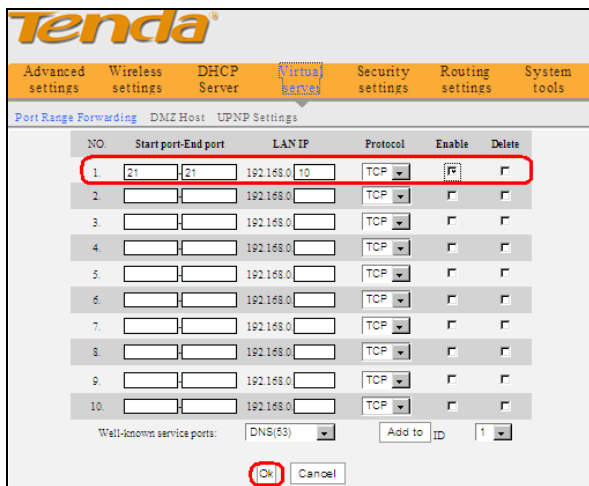 Tenda
Advanced settings Wireless settings DHCP Server Virtual server Security settings Routing settings System tools
Port Range Forwarding DMZ Host UPNP Settings
NO. Start port-End port LAN IP Protocol Enable Delete
1. 21 - 21 192.168.0. 10 TCP
2. - 192.168.0. TCP
3. - 192.168.0. TCP
4. - 192.168.0. TCP
5. - 192.168.0. TCP
6. - 192.168.0. TCP
7. - 192.168.0. TCP
8. - 192.168.0. TCP
9. - 192.168.0. TCP
10. - 192.168.0. TCP
Well-known service ports: DNS(53) Add to ID 1
Ok Cancel